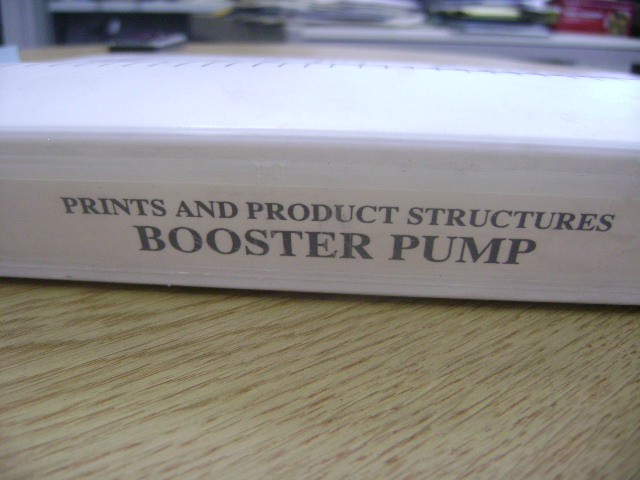 PRINTS AND PRODUCT STRUCTURES
BOOSTER PUMP